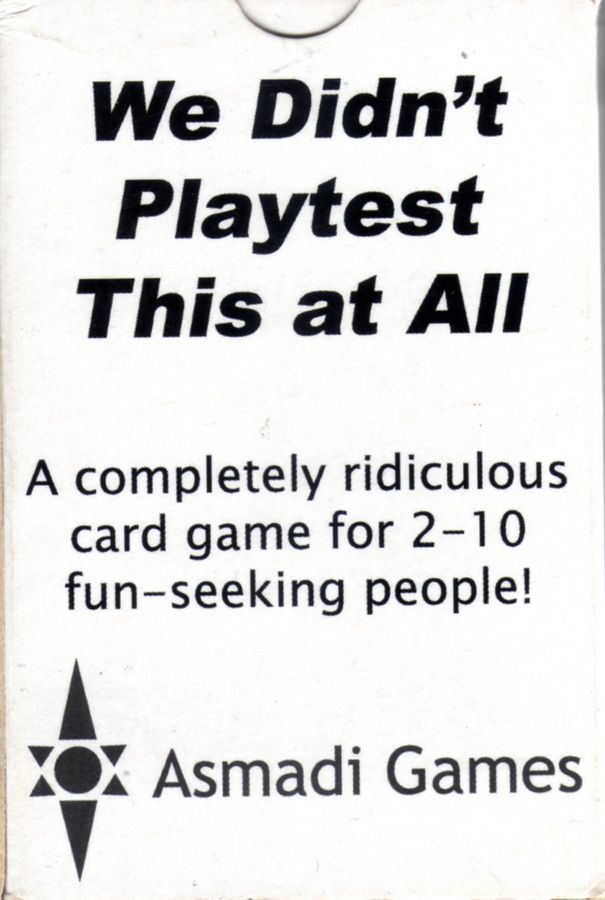 We Didn't
Playtest
This at All
A completely ridiculous
card game for 2-10
fun-seeking people!
Asmadi Games